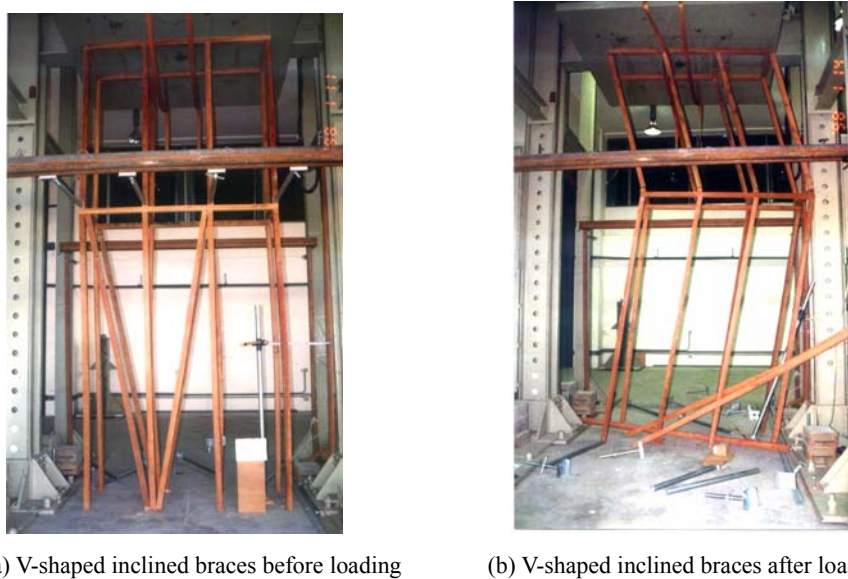 ) V-shaped inclined braces before loading
(b) V-shaped inclined braces after loa